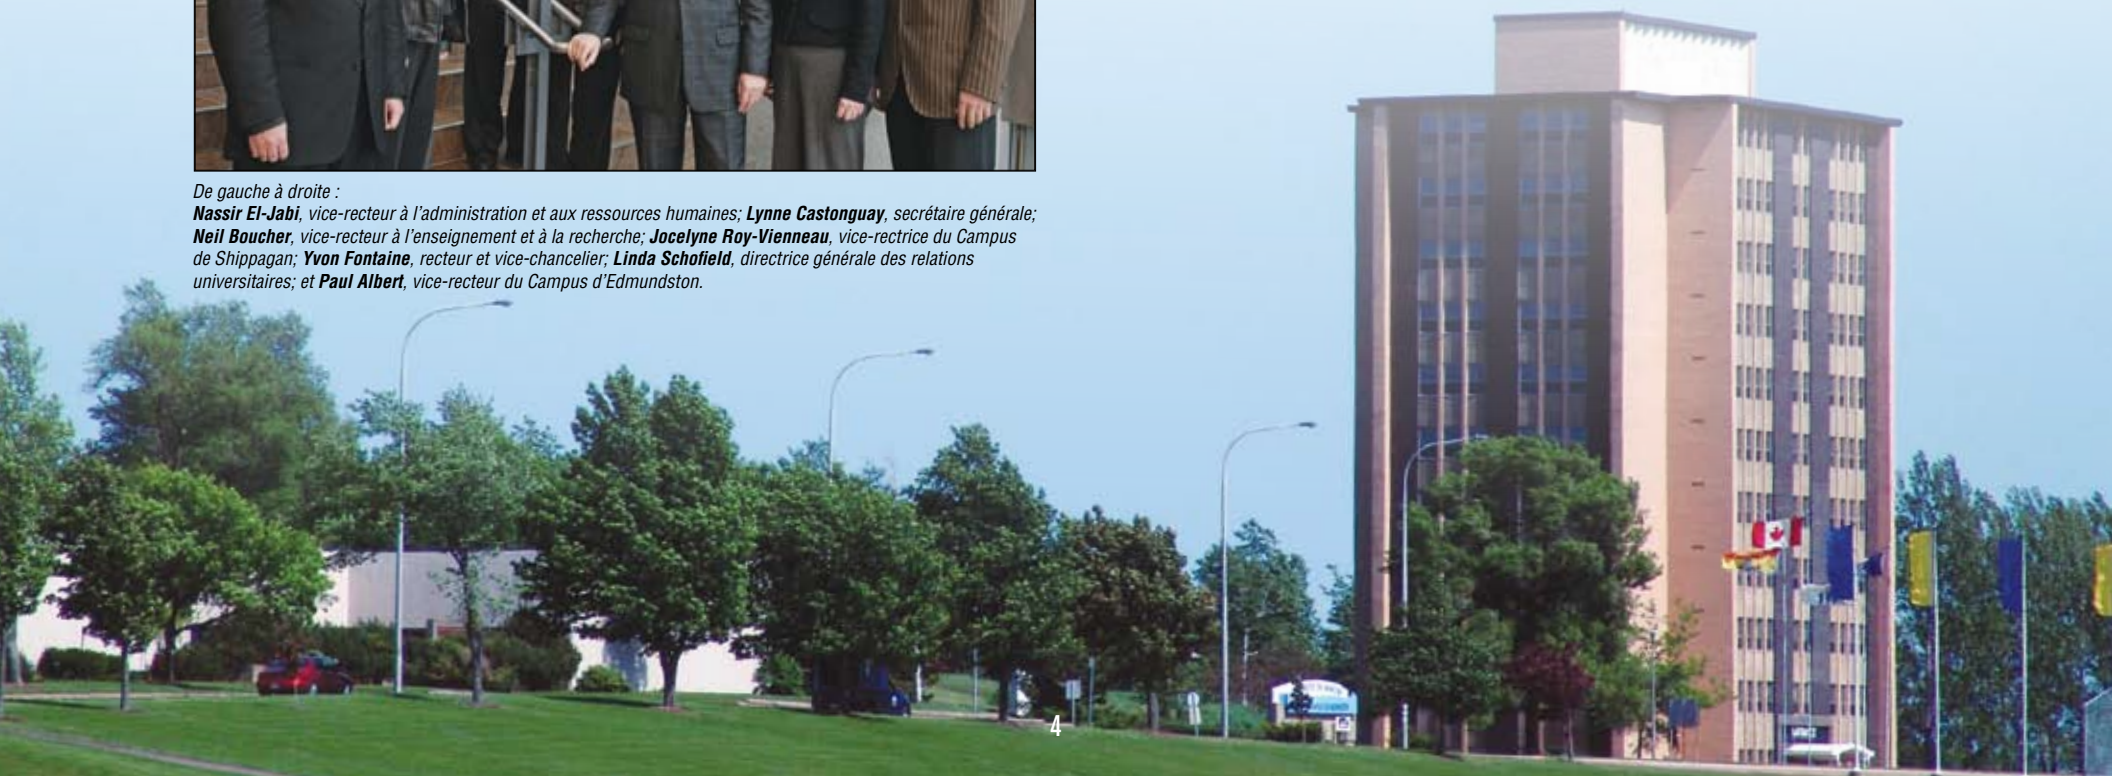 De gauche à droite :
Nassir El-Jabi, vice-recteur à l'administration et aux ressources humaines; Lynne Castonguay, secrétaire générale;
Neil Boucher, vice-recteur à l'enseignement et à la recherche; Jocelyne Roy-Vienneau, vice-rectrice du Campus
de Shippagan; Yvon Fontaine, recteur et vice-chancelier; Linda Schofield, directrice générale des relations
universitaires; et Paul Albert, vice-recteur du Campus d'Edmundston.
4